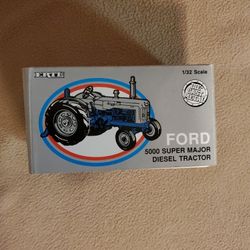 ERTL
1/32 Scale
FORD
5000 SUPER MAJOR
DIESEL TRACTOR